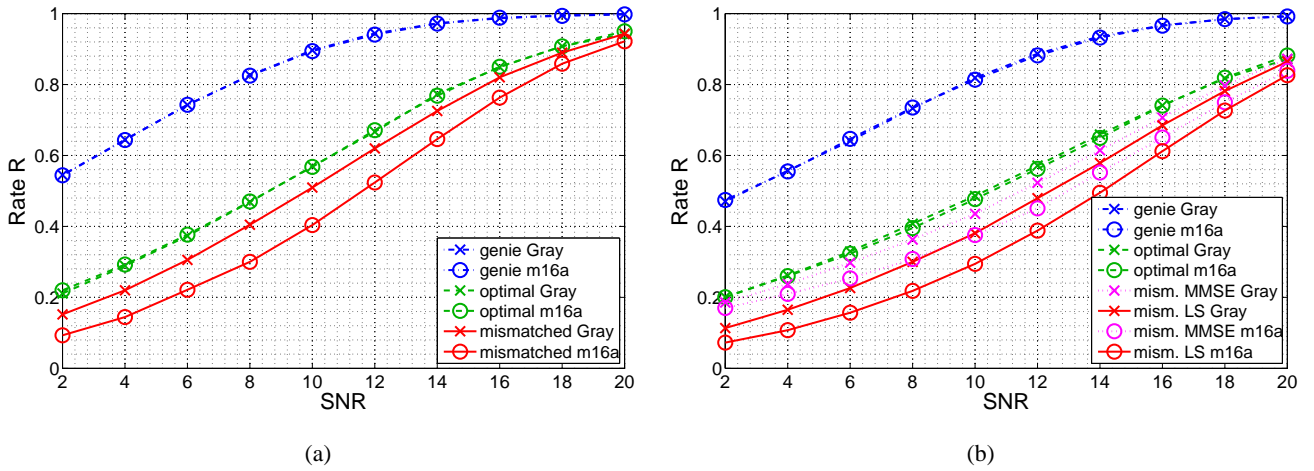 1
0.8
0.6
0.4
0.2
0
Rate R
2 4 6 8 10 12 14 16 18 20
SNR
genie Gray
genie m16a
optimal Gray
optimal m16a
mismatched Gray
mismatched m16a
(a)
1
0.8
0.6
0.4
0.2
0
Rate R
2 4 6 8 10 12 14 16 18 20
SNR
genie Gray
genie m16a
optimal Gray
optimal m16a
mism. MMSE Gray
mism. LS Gray
mism. MMSE m16a
mism. LS m16a
(b)